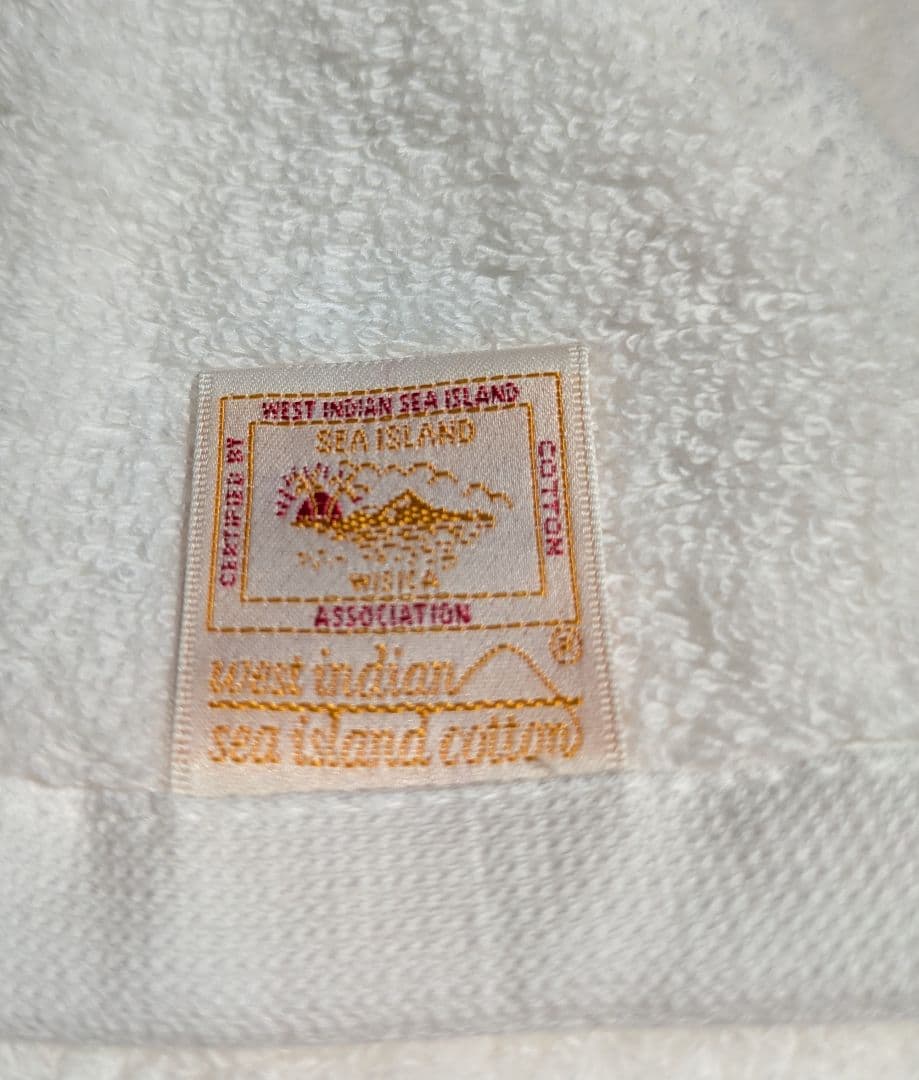 CERTIFIED BY
WEST INDIAN SEA ISLAND
COTTON
ASSOCIATION
SEA ISLAND
WISICA
west indian ®
sea island cotton